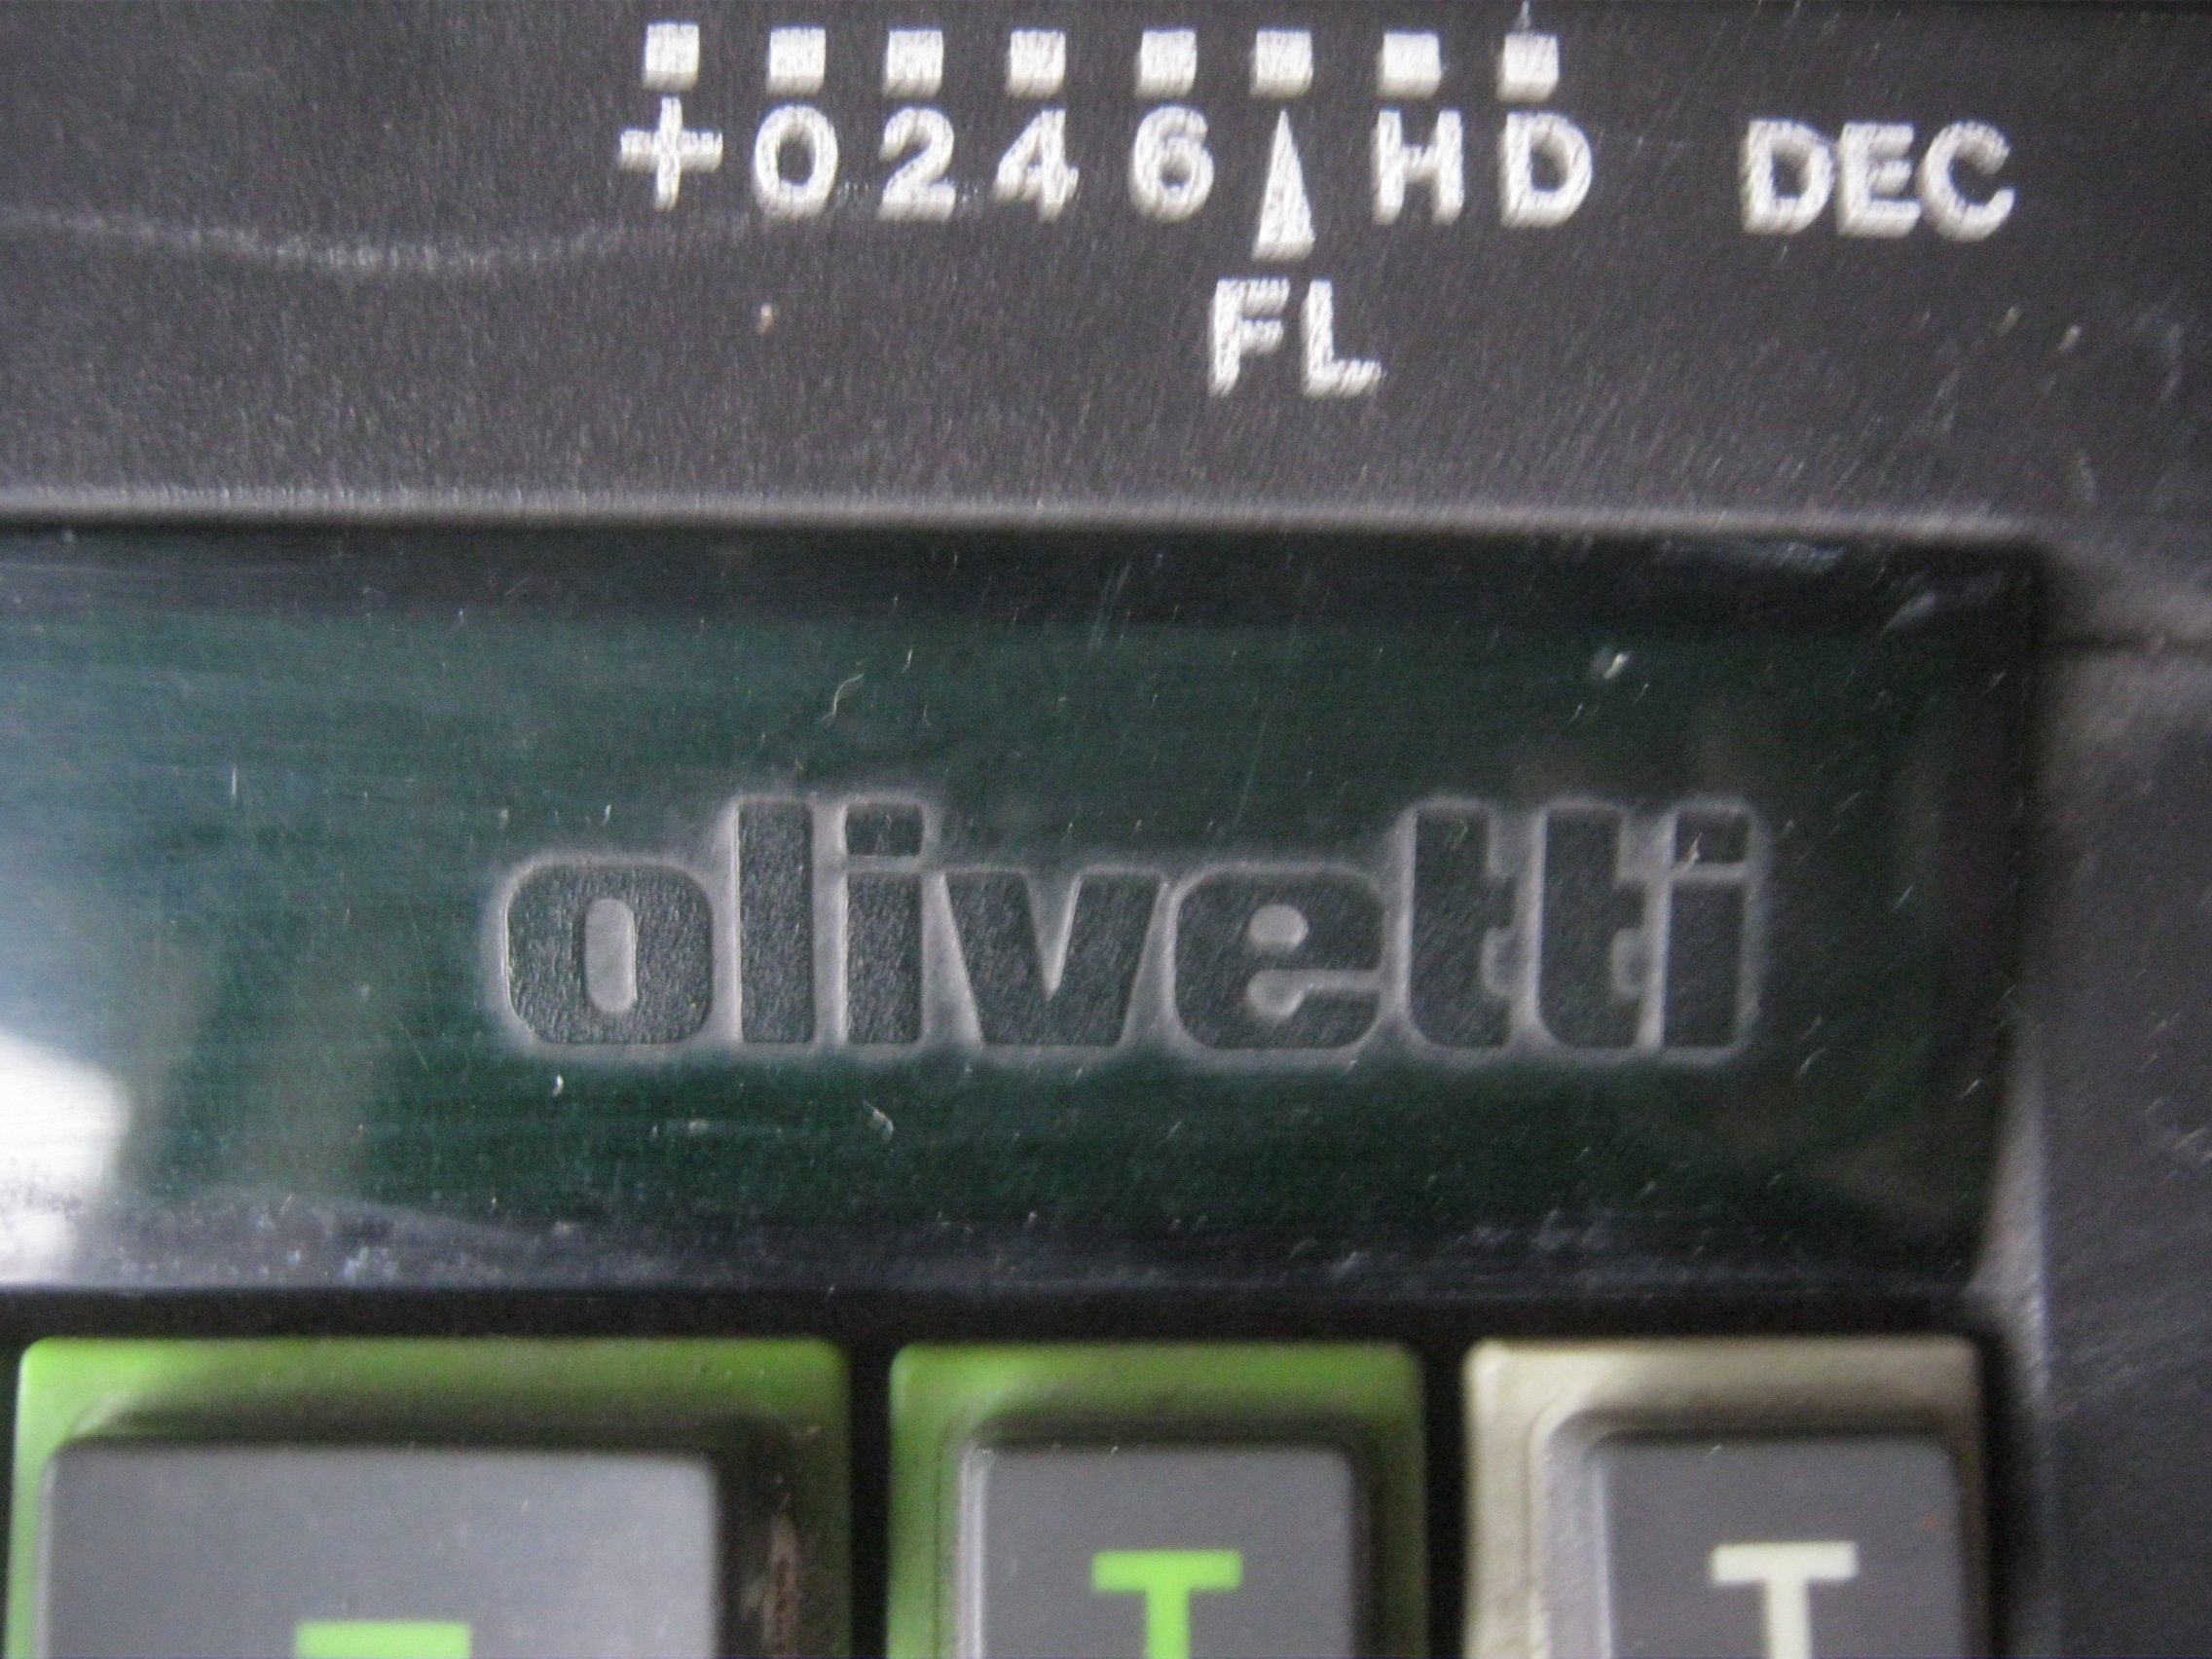 + 0 2 4 6 H D DEC
FL
olivetti
- T T